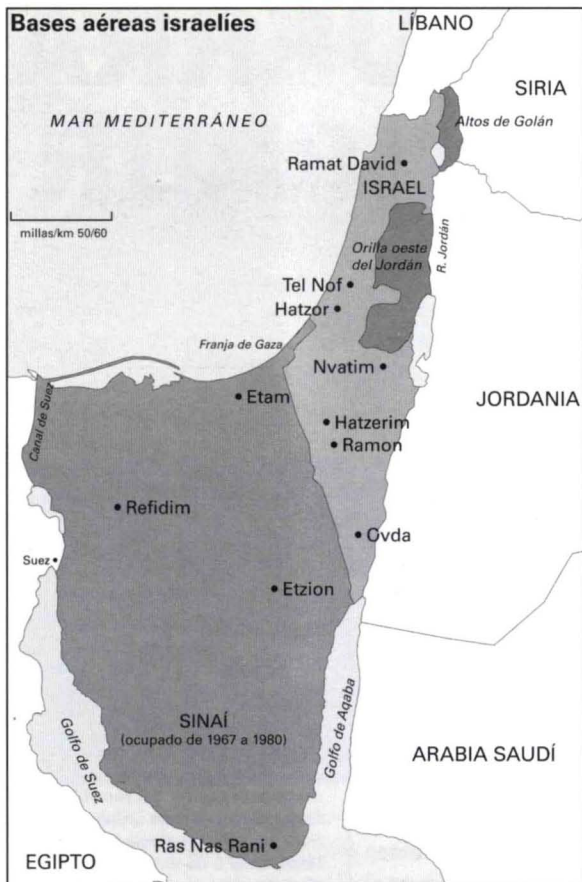 Bases aéreas israelíes
LÍBANO
SIRIA
MAR MEDITERRÁNEO
Altos de Golán
Ramat David
ISRAEL
millas/km 50/60
Orilla oeste
del Jordán
R. Jordán
Tel Nof
Hatzor
Franja de Gaza
Nvatim
Canal de Suez
Etam
JORDANIA
Hatzerim
Ramon
Refidim
Ovda
Suez
Etzion
SINAÍ
(ocupado de 1967 a 1980)
Golfo de Suez
Golfo de Aqaba
ARABIA SAUDÍ
Ras Nas Rani
EGIPTO